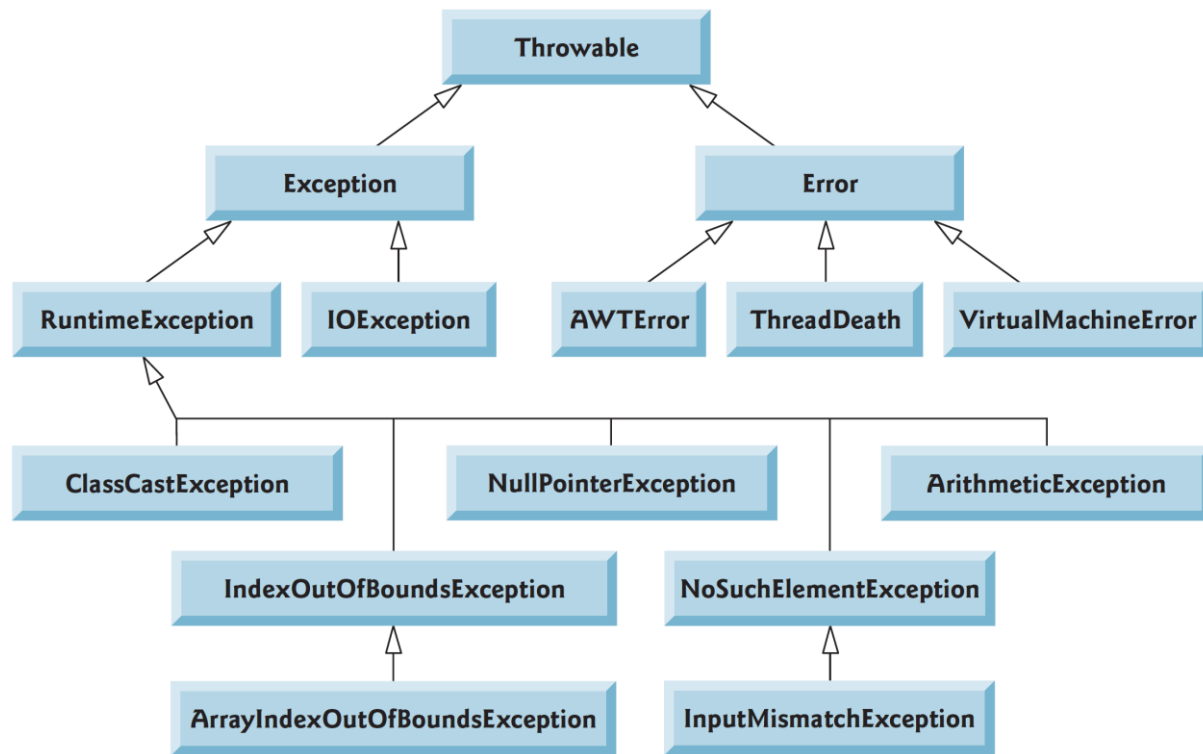 Throwable
Exception
Error
RuntimeException
IOException
AWTError
ThreadDeath
VirtualMachineError
ClassCastException
NullPointerException
ArithmeticException
IndexOutOfBoundsException
NoSuchElementException
ArrayIndexOutOfBoundsException
InputMismatchException